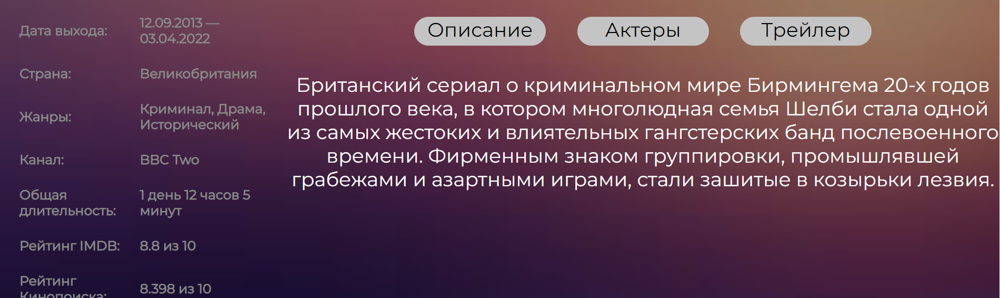 Дата выхода:
12.09.2013 —
03.04.2022
Страна:
Великобритания
Жанры:
Криминал, Драма,
Исторический
Канал:
BBC Two
Общая
длительность:
1 день 12 часов 5
минут
Рейтинг IMDB:
8.8 из 10
Рейтинг
Кинопоиска:
8.398 из 10
Описание
Актеры
Трейлер
Британский сериал о криминальном мире Бирмингема 20-х годов
прошлого века, в котором многолюдная семья Шелби стала одной
из самых жестоких и влиятельных гангстерских банд послевоенного
времени. Фирменным знаком группировки, промышлявшей
грабежами и азартными играми, стали зашитые в козырьки лезвия.